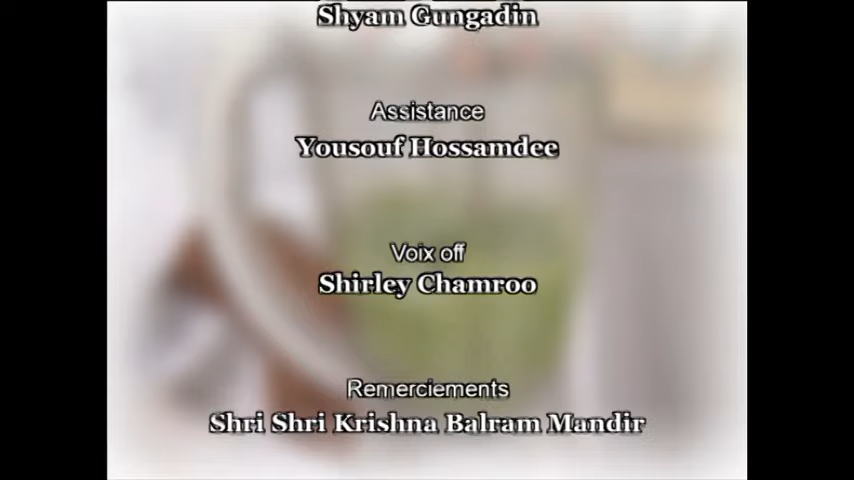 Shyam Gungadin
Assistance
Yousouf Hossamdee
Voix off
Shirley Chamroo
Remerciements
Shri Shri Krishna Balram Mandir